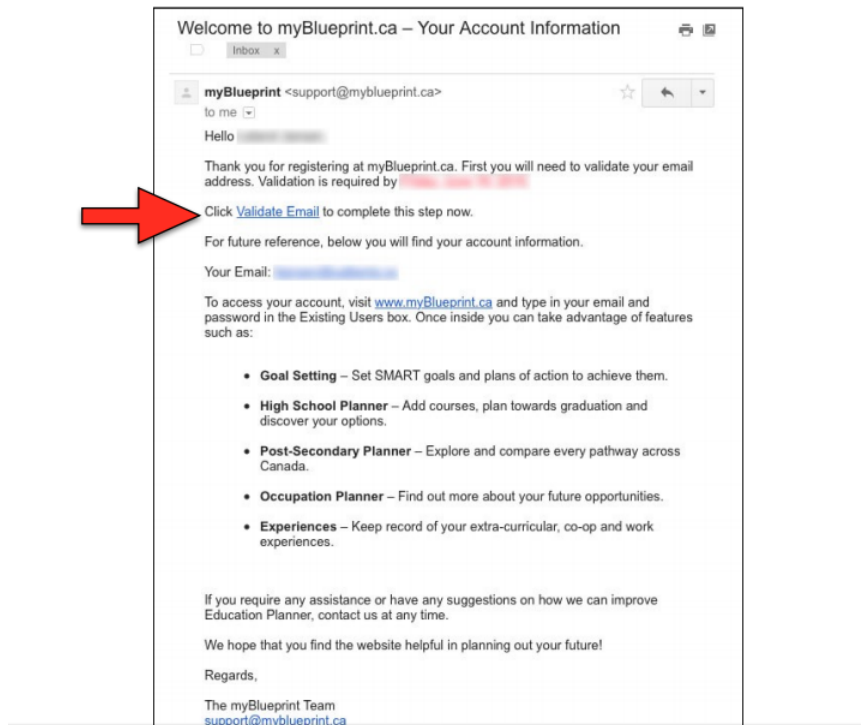 Welcome to myBlueprint.ca – Your Account Information
Inbox x
myBlueprint <support@myblueprint.ca>
to me
Hello
Thank you for registering at myBlueprint.ca. First you will need to validate your email
address. Validation is required by
Click Validate Email to complete this step now.
For future reference, below you will find your account information.
Your Email:
To access your account, visit www.myBlueprint.ca and type in your email and
password in the Existing Users box. Once inside you can take advantage of features
such as:
• Goal Setting – Set SMART goals and plans of action to achieve them.
• High School Planner – Add courses, plan towards graduation and
discover your options.
• Post-Secondary Planner – Explore and compare every pathway across
Canada.
• Occupation Planner – Find out more about your future opportunities.
• Experiences – Keep record of your extra-curricular, co-op and work
experiences.
If you require any assistance or have any suggestions on how we can improve
Education Planner, contact us at any time.
We hope that you find the website helpful in planning out your future!
Regards,
The myBlueprint Team
support@myblueprint.ca